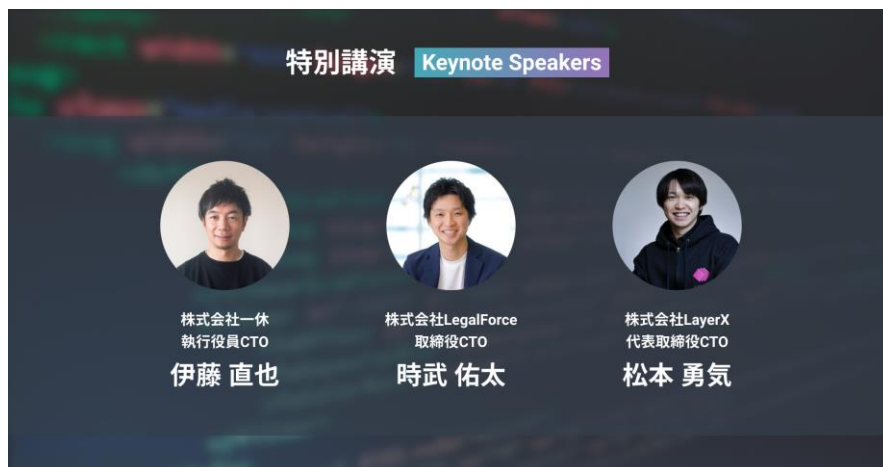 特別講演 Keynote Speakers
株式会社一休
執行役員CTO
伊藤 直也
株式会社LegalForce
取締役CTO
時武 佑太
株式会社LayerX
代表取締役CTO
松本 勇気